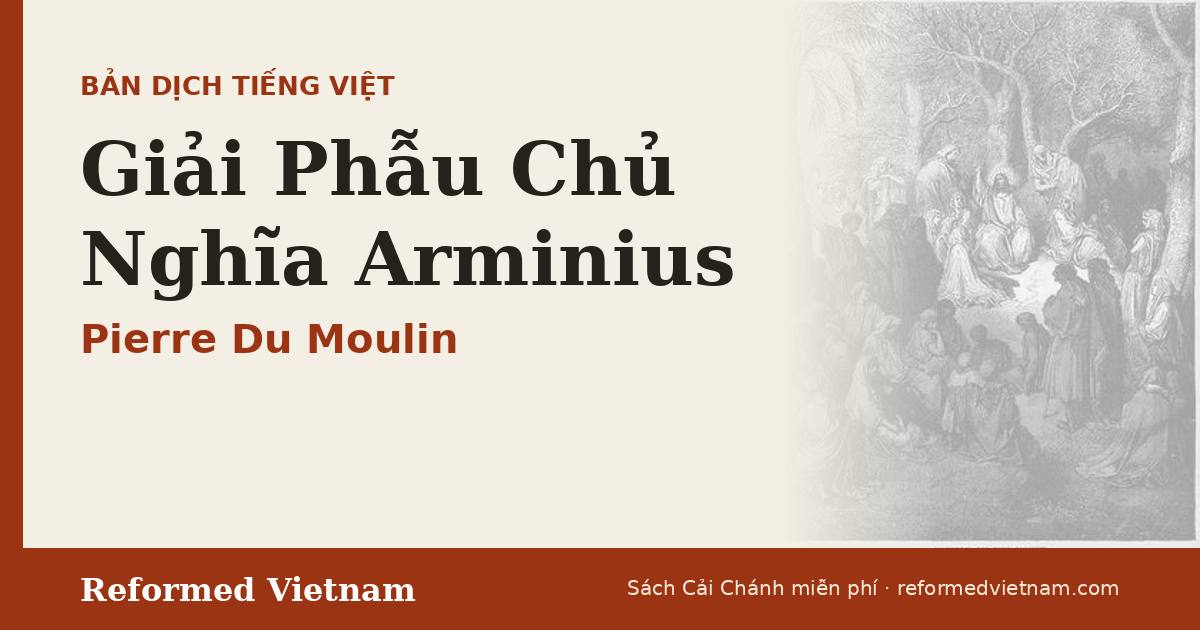 BẢN DỊCH TIẾNG VIỆT
Giải Phẫu Chủ
Nghĩa Arminius
Pierre Du Moulin
Reformed Vietnam
Sách Cải Chánh miễn phí · reformedvietnam.com